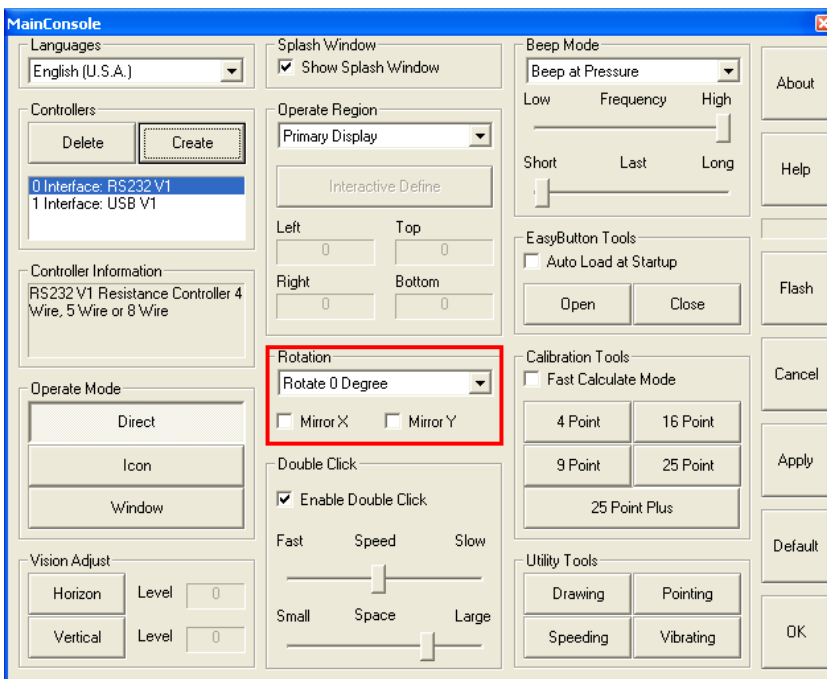 MainConsole
Languages
English (U.S.A.)
Controllers
Delete
Create
0 Interface: RS232 V1
1 Interface: USB V1
Controller Information
RS232 V1 Resistance Controller 4
Wire, 5 Wire or 8 Wire
Operate Mode
Direct
Icon
Window
Vision Adjust
Horizon
Level
0
Vertical
Level
0
Splash Window
Show Splash Window
Operate Region
Primary Display
Interactive Define
Left
Top
0
0
Right
Bottom
0
0
Rotation
Rotate 0 Degree
Mirror X
Mirror Y
Double Click
Enable Double Click
Fast
Speed
Slow
Small
Space
Large
Beep Mode
Beep at Pressure
Low
Frequency
High
Short
Last
Long
EasyButton Tools
Auto Load at Startup
Open
Close
Calibration Tools
Fast Calculate Mode
4 Point
16 Point
9 Point
25 Point
25 Point Plus
Utility Tools
Drawing
Pointing
Speeding
Vibrating
About
Help
Flash
Cancel
Apply
Default
OK